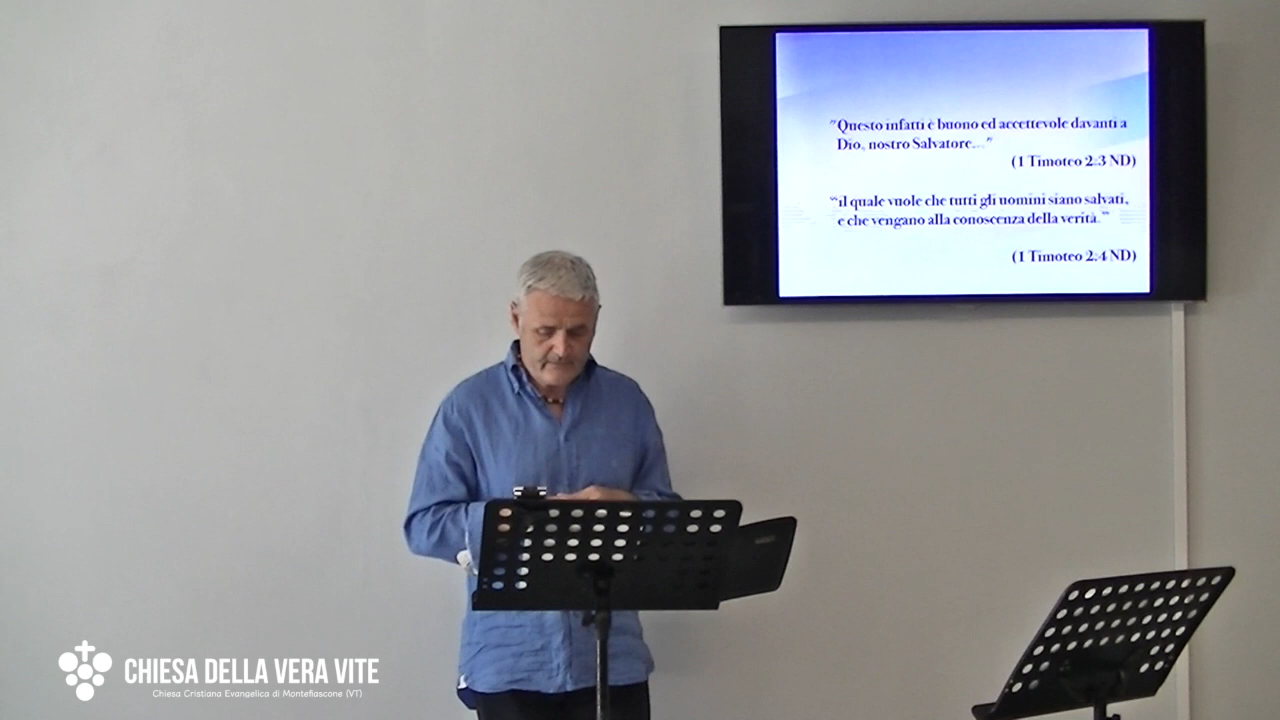 "Questo infatti è buono ed accettevole davanti a
Dio, nostro Salvatore..."
(1 Timoteo 2:3 ND)
"il quale vuole che tutti gli uomini siano salvati,
e che vengano alla conoscenza della verità."
(1 Timoteo 2:4 ND)
CHIESA DELLA VERA VITE
Chiesa Cristiana Evangelica di Montefiascone (VT)